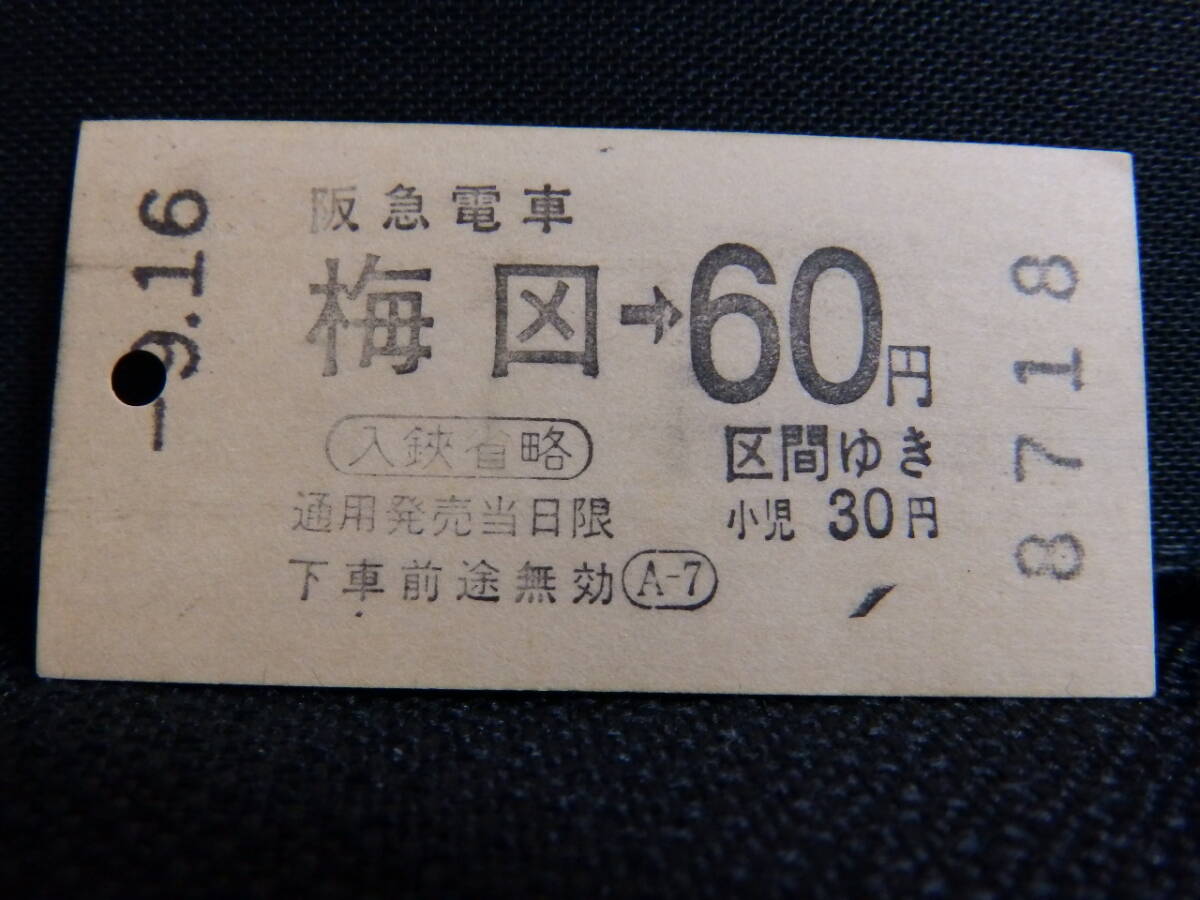 阪急電車
梅田→60円
区間ゆき
小児 30円
入鋏省略
通用発売当日限
下車前途無効 A-7
-9.16
8718